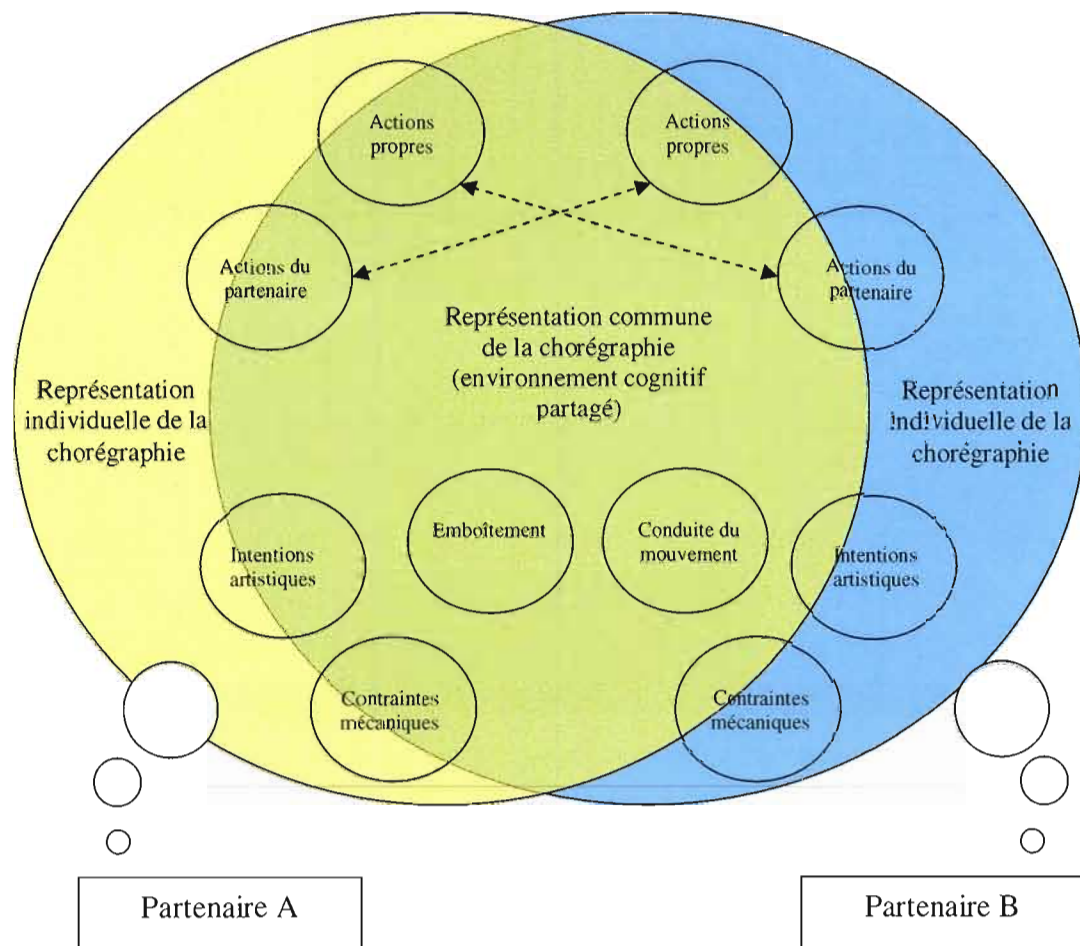 Actions
propres
Actions
propres
Actions du
partenaire
Actions du
partenaire
Représentation commune
de la chorégraphie
(environnement cognitif
partagé)
Représentation
individuelle de la
chorégraphie
Représentation
individuelle de la
chorégraphie
Emboîtement
Conduite du
mouvement
Intentions
artistiques
Intentions
artistiques
Contraintes
mécaniques
Contraintes
mécaniques
Partenaire A
Partenaire B